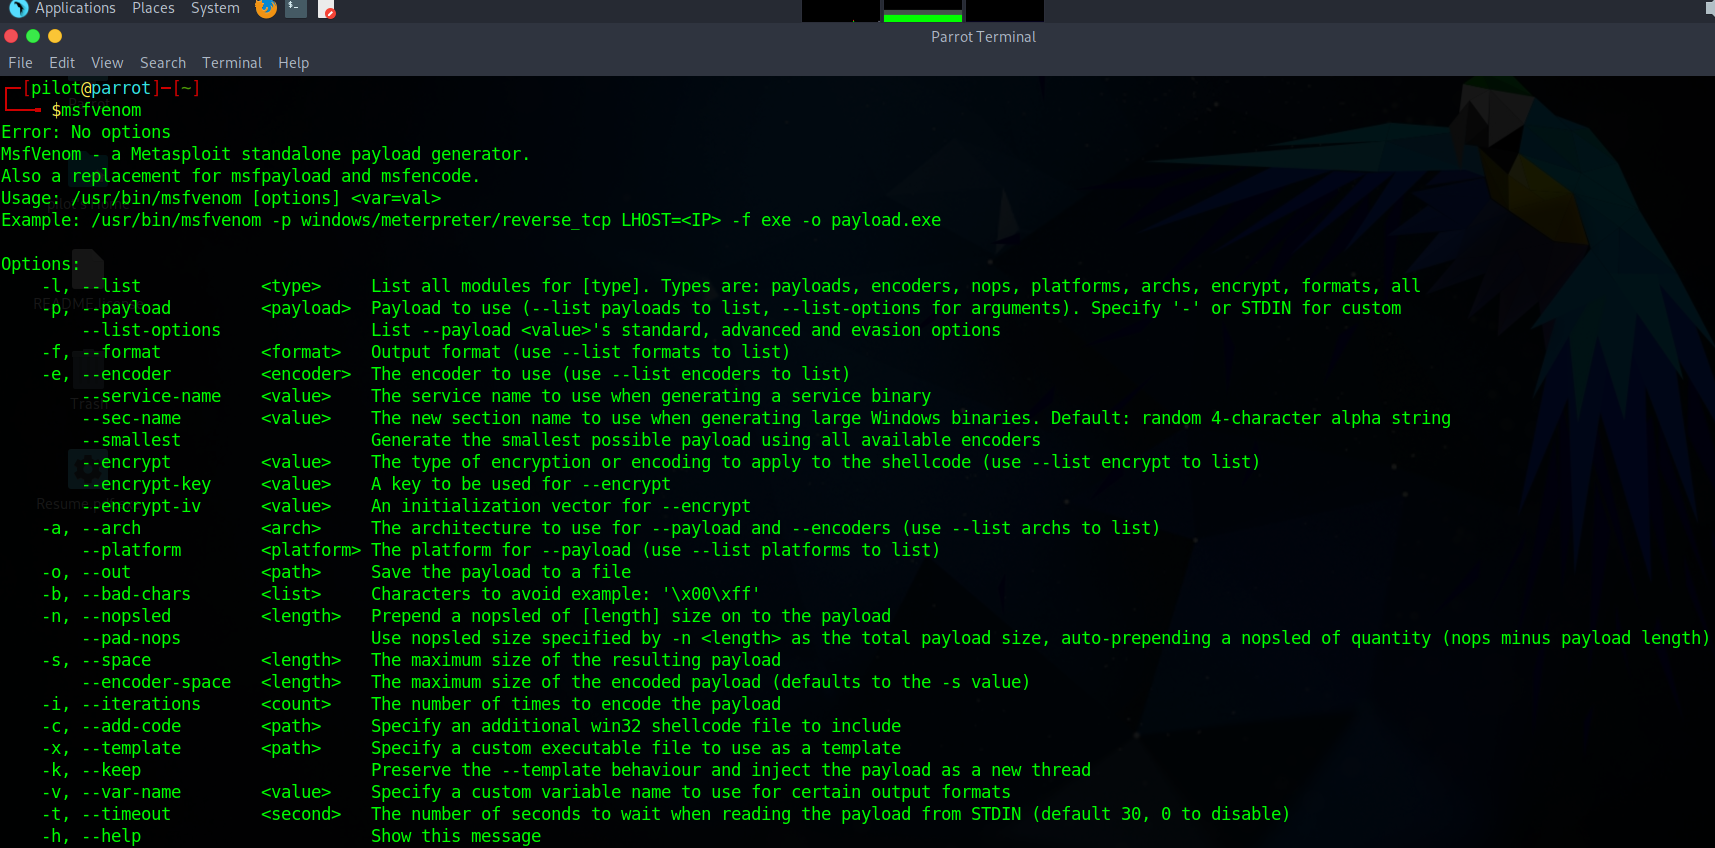 Applications Places System
Parrot Terminal
File Edit View Search Terminal Help
┌─[pilot@parrot]─[~]
└──╼ $msfvenom
Error: No options
MsfVenom - a Metasploit standalone payload generator.
Also a replacement for msfpayload and msfencode.
Usage: /usr/bin/msfvenom [options] <var=val>
Example: /usr/bin/msfvenom -p windows/meterpreter/reverse_tcp LHOST=<IP> -f exe -o payload.exe
Options:
    -l, --list            <type>     List all modules for [type]. Types are: payloads, encoders, nops, platforms, archs, encrypt, formats, all
    -p, --payload         <payload>  Payload to use (--list payloads to list, --list-options for arguments). Specify '-' or STDIN for custom
        --list-options               List --payload <value>'s standard, advanced and evasion options
    -f, --format          <format>   Output format (use --list formats to list)
    -e, --encoder         <encoder>  The encoder to use (use --list encoders to list)
        --service-name    <value>    The service name to use when generating a service binary
        --sec-name        <value>    The new section name to use when generating large Windows binaries. Default: random 4-character alpha string
        --smallest                   Generate the smallest possible payload using all available encoders
        --encrypt         <value>    The type of encryption or encoding to apply to the shellcode (use --list encrypt to list)
        --encrypt-key     <value>    A key to be used for --encrypt
        --encrypt-iv      <value>    An initialization vector for --encrypt
    -a, --arch            <arch>     The architecture to use for --payload and --encoders (use --list archs to list)
        --platform        <platform> The platform for --payload (use --list platforms to list)
    -o, --out             <path>     Save the payload to a file
    -b, --bad-chars       <list>     Characters to avoid example: '\x00\xff'
    -n, --nopsled         <length>   Prepend a nopsled of [length] size on to the payload
        --pad-nops                   Use nopsled size specified by -n <length> as the total payload size, auto-prepending a nopsled of quantity (nops minus payload length)
    -s, --space           <length>   The maximum size of the resulting payload
        --encoder-space   <length>   The maximum size of the encoded payload (defaults to the -s value)
    -i, --iterations      <count>    The number of times to encode the payload
    -c, --add-code        <path>     Specify an additional win32 shellcode file to include
    -x, --template        <path>     Specify a custom executable file to use as a template
    -k, --keep                       Preserve the --template behaviour and inject the payload as a new thread
    -v, --var-name        <value>    Specify a custom variable name to use for certain output formats
    -t, --timeout         <second>   The number of seconds to wait when reading the payload from STDIN (default 30, 0 to disable)
    -h, --help                       Show this message
Trash